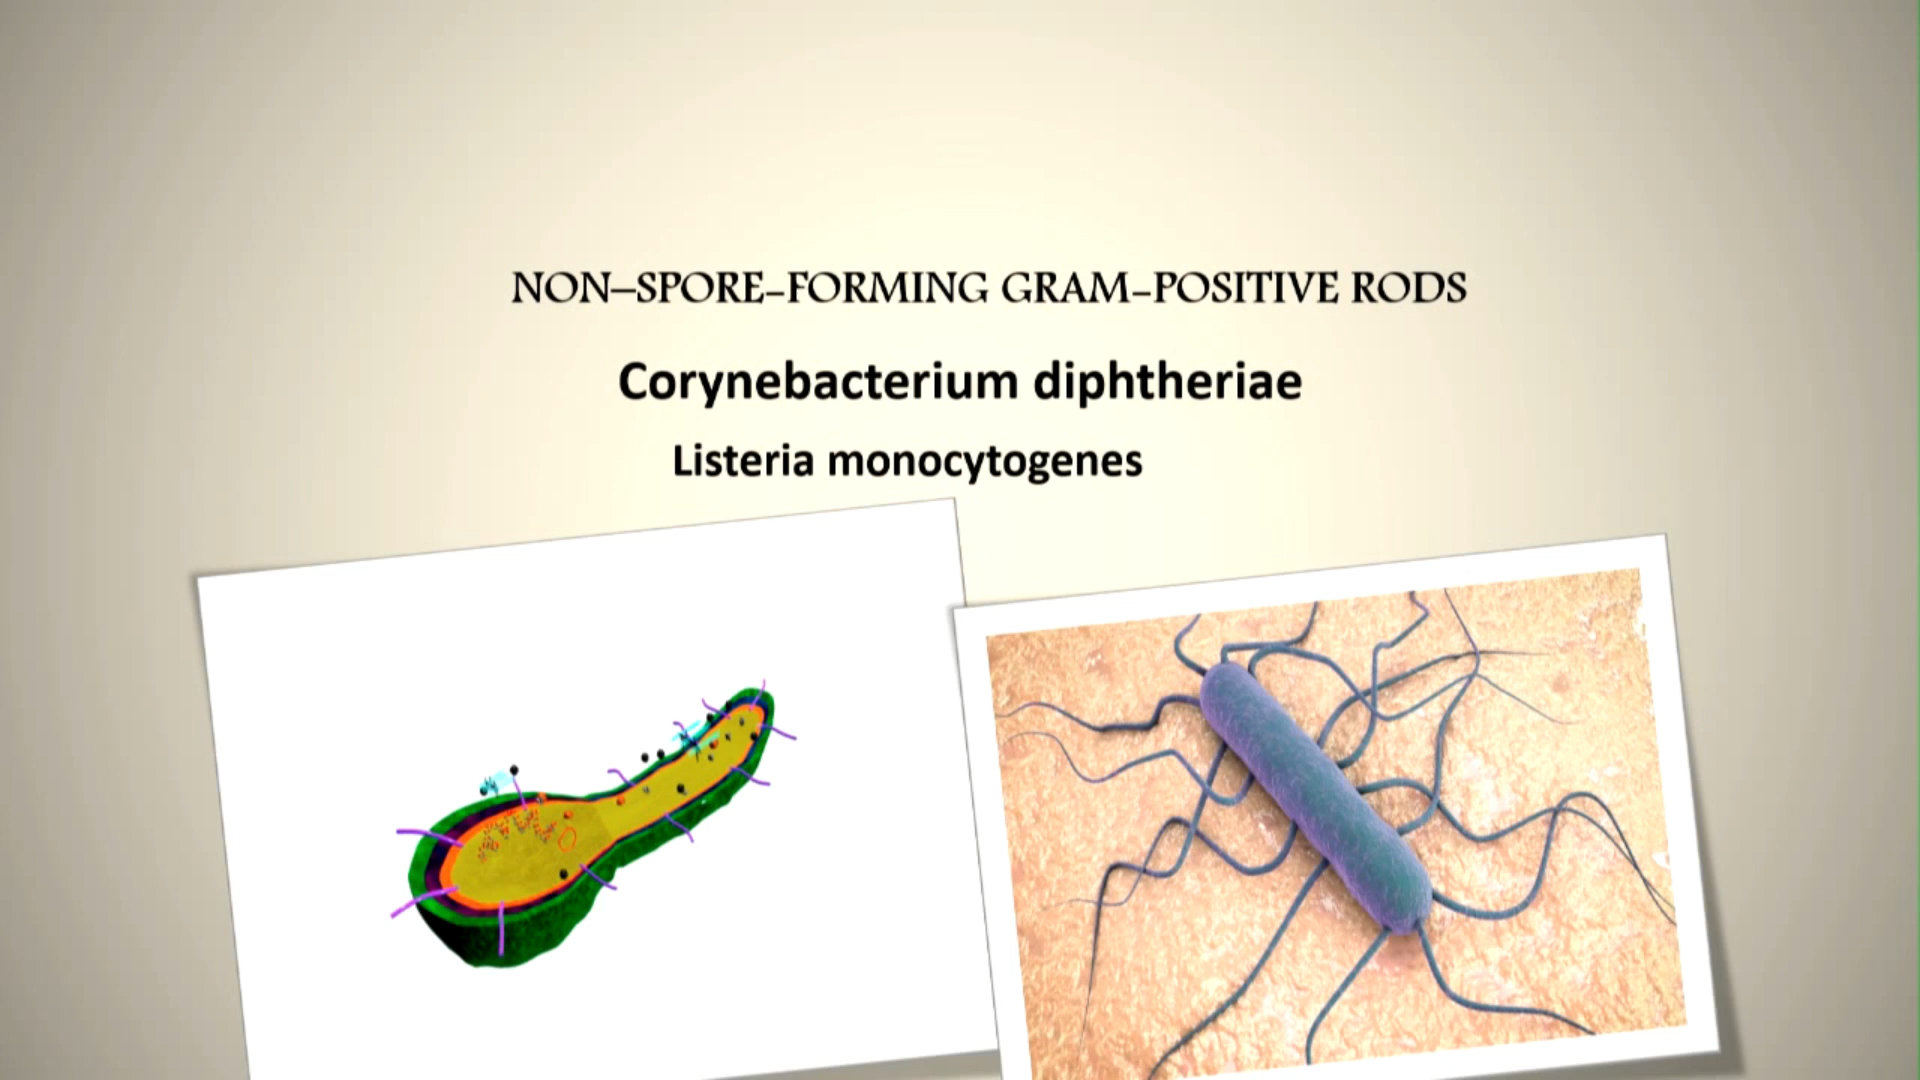 NON–SPORE-FORMING GRAM-POSITIVE RODS
Corynebacterium diphtheriae
Listeria monocytogenes